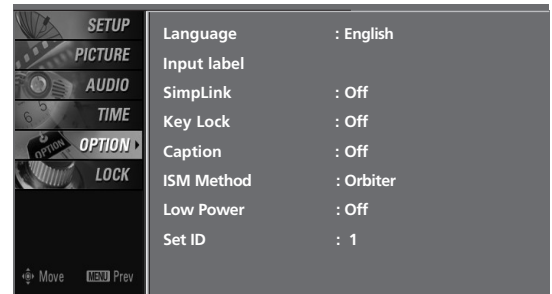 SETUP
PICTURE
AUDIO
TIME
OPTION
LOCK
Move MENU Prev
Language : English
Input label
SimpLink : Off
Key Lock : Off
Caption : Off
ISM Method : Orbiter
Low Power : Off
Set ID : 1